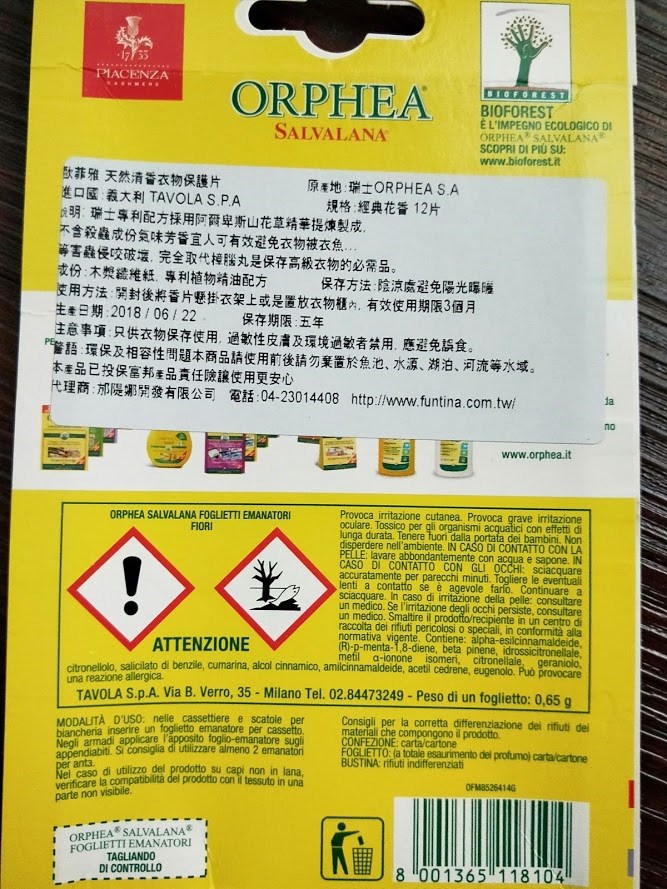 1733
PIACENZA
CASHMERE
ORPHEA®
SALVALANA®
BIOFOREST
BIOFOREST
È L'IMPEGNO ECOLOGICO DI
ORPHEA® SALVALANA®
SCOPRI DI PIÙ SU:
www.bioforest.it
歐菲雅 天然清香衣物保護片 原產地:瑞士ORPHEA S.A
進口國:義大利 TAVOLA S.P.A 規格:經典花香 12片
說明:瑞士專利配方採用阿爾卑斯山花草精華提煉製成,
不含殺蟲成份氣味芳香宜人可有效避免衣物被衣魚...
等害蟲侵咬破壞,完全取代樟腦丸是保存高級衣物的必需品。
成份:木漿纖維紙,專利植物精油配方 保存方法:陰涼處避免陽光曝曬
使用方法:開封後將香片懸掛衣架上或是置放衣物櫃內,有效使用期限3個月
生產日期:2018/06/22 保存期限:五年
注意事項:只供衣物保存使用,過敏性皮膚及環境過敏者禁用,應避免誤食。
警語:環保及相容性問題本商品請使用前後請勿棄置於魚池、水源、湖泊、河流等水域。
本產品已投保富邦產品責任險讓使用更安心
代理商:邡隄娜開發有限公司 電話:04-23014408 http://www.funtina.com.tw/
www.orphea.it
ORPHEA SALVALANA FOGLIETTI EMANATORI
FIORI
ATTENZIONE
Provoca irritazione cutanea. Provoca grave irritazione
oculare. Tossico per gli organismi acquatici con effetti di
lunga durata. Tenere fuori dalla portata dei bambini. Non
disperdere nell'ambiente. IN CASO DI CONTATTO CON LA
PELLE: lavare abbondantemente con acqua e sapone. IN
CASO DI CONTATTO CON GLI OCCHI: sciacquare
accuratamente per parecchi minuti. Togliere le eventuali
lenti a contatto se è agevole farlo. Continuare a
sciacquare. In caso di irritazione della pelle: consultare
un medico. Se l'irritazione degli occhi persiste, consultare
un medico. Smaltire il prodotto/recipiente in un centro di
raccolta dei rifiuti pericolosi o speciali, in conformità alla
normativa vigente. Contiene: alpha-esilcinnamaldeide,
(R)-p-menta-1,8-diene, beta pinene, idrossicitronellale,
metil α-ionone isomeri, citronellale, geraniolo,
citronellolo, salicilato di benzile, cumarina, alcol cinnamico, amilcinnamaldeide, acetil cedrene, eugenolo. Può provocare
una reazione allergica.
TAVOLA S.p.A. Via B. Verro, 35 - Milano Tel. 02.84473249 - Peso di un foglietto: 0,65 g
MODALITÀ D'USO: nelle cassettiere e scatole per
biancheria inserire un foglietto emanatore per cassetto.
Negli armadi applicare l'apposito foglio-emanatore sugli
appendiabiti. Si consiglia di utilizzare almeno 2 emanatori
per anta.
Nel caso di utilizzo del prodotto su capi non in lana,
verificare la compatibilità del prodotto con il tessuto in una
parte non visibile.
Consigli per la corretta differenziazione dei rifiuti dei
materiali che compongono il prodotto.
CONFEZIONE: carta/cartone
FOGLIETTO: (a totale esaurimento del profumo) carta/cartone
BUSTINA: rifiuti indifferenziati
OFM8526414G
ORPHEA® SALVALANA®
FOGLIETTI EMANATORI
TAGLIANDO
DI CONTROLLO
8 001365 118104